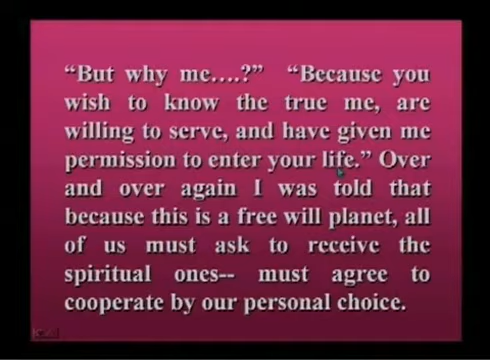 “But why me....?” “Because you
wish to know the true me, are
willing to serve, and have given me
permission to enter your life.” Over
and over again I was told that
because this is a free will planet, all
of us must ask to receive the
spiritual ones-- must agree to
cooperate by our personal choice.